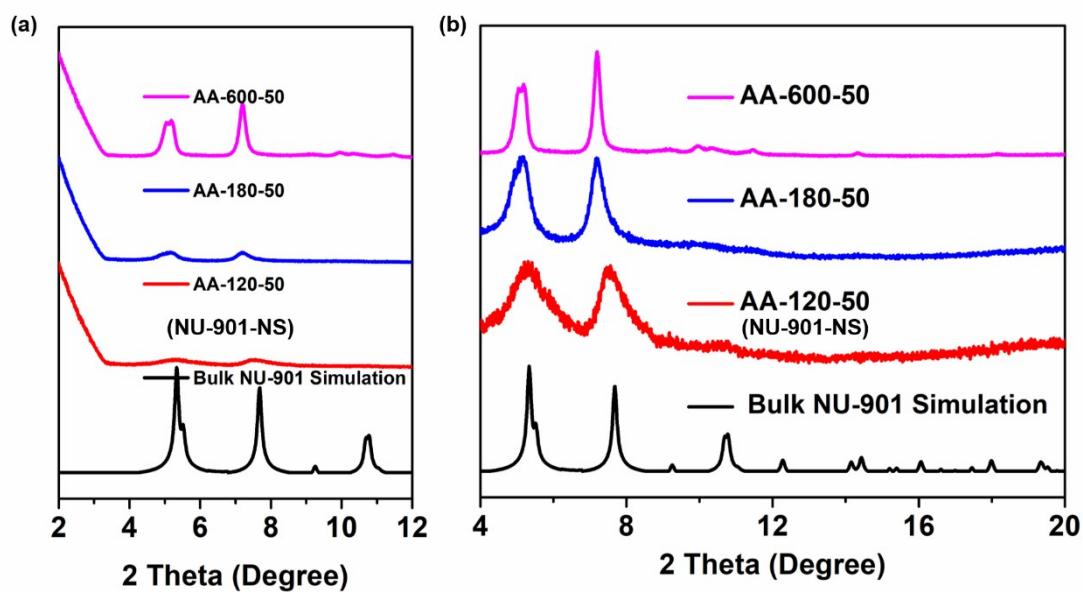 (a)
AA-600-50
AA-180-50
AA-120-50
(NU-901-NS)
Bulk NU-901 Simulation
2 4 6 8 10 12
2 Theta (Degree)
(b)
AA-600-50
AA-180-50
AA-120-50
(NU-901-NS)
Bulk NU-901 Simulation
4 8 12 16 20
2 Theta (Degree)